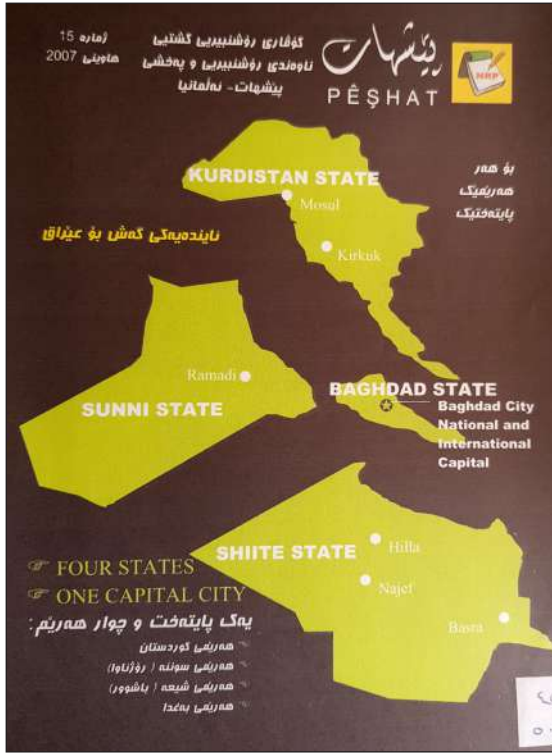 ژمارە 15
هاوینی 2007
گۆڤاری رۆشنبیریی گشتیی
ناوەندی رۆشنبیریی و پەخشی
پێشهات- ئەڵمانیا
پێشهات
PÊŞHAT
NRP
بۆ هەر
هەرێمێک
پایتەختێک
KURDISTAN STATE
Mosul
Kirkuk
ئایندەیەکی گەش بۆ عێراق
Ramadi
SUNNI STATE
BAGHDAD STATE
Baghdad City
National and
International
Capital
SHIITE STATE
Hilla
Najef
Basra
☞ FOUR STATES
☞ ONE CAPITAL CITY
یەک پایتەخت و چوار هەرێم:
☜ هەرێمی کوردستان
☜ هەرێمی سوننە ( رۆژئاوا)
☜ هەرێمی شیعە ( باشوور)
☜ هەرێمی بەغدا